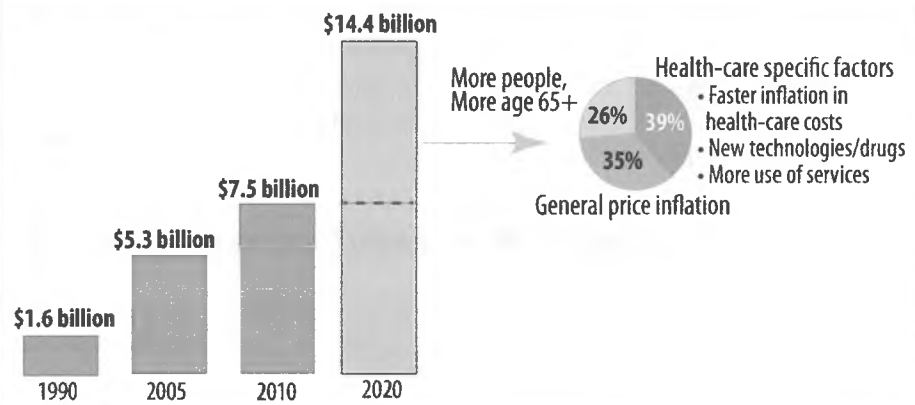 $14.4 billion
More people,
More age 65+
Health-care specific factors
• Faster inflation in
health-care costs
• New technologies/drugs
• More use of services
26%
39%
35%
General price inflation
$7.5 billion
$5.3 billion
$1.6 billion
1990
2005
2010
2020